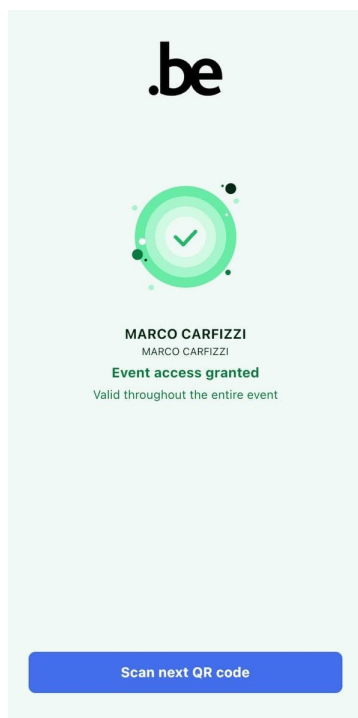 .be
MARCO CARFIZZI
MARCO CARFIZZI
Event access granted
Valid throughout the entire event
Scan next QR code